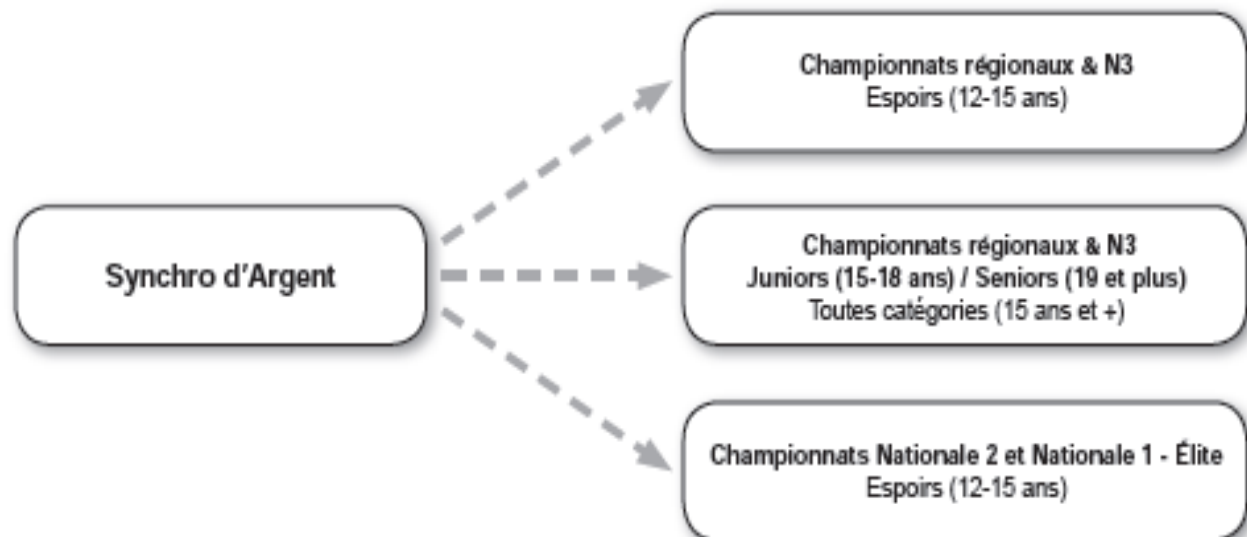 Championnats régionaux & N3
Espoirs (12-15 ans)
Synchro d'Argent
Championnats régionaux & N3
Juniors (15-18 ans) / Seniors (19 et plus)
Toutes catégories (15 ans et +)
Championnats Nationale 2 et Nationale 1 - Élite
Espoirs (12-15 ans)